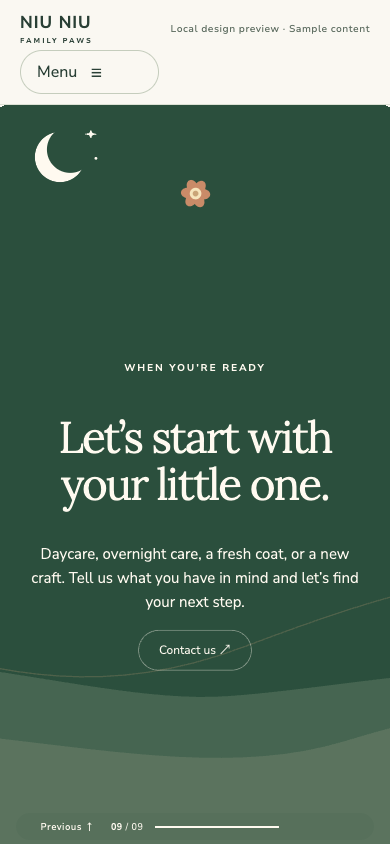 NIU NIU
FAMILY PAWS
Local design preview · Sample content
Menu ≡
WHEN YOU'RE READY
Let’s start with
your little one.
Daycare, overnight care, a fresh coat, or a new
craft. Tell us what you have in mind and let’s find
your next step.
Contact us ↗
Previous ↑ 09 / 09